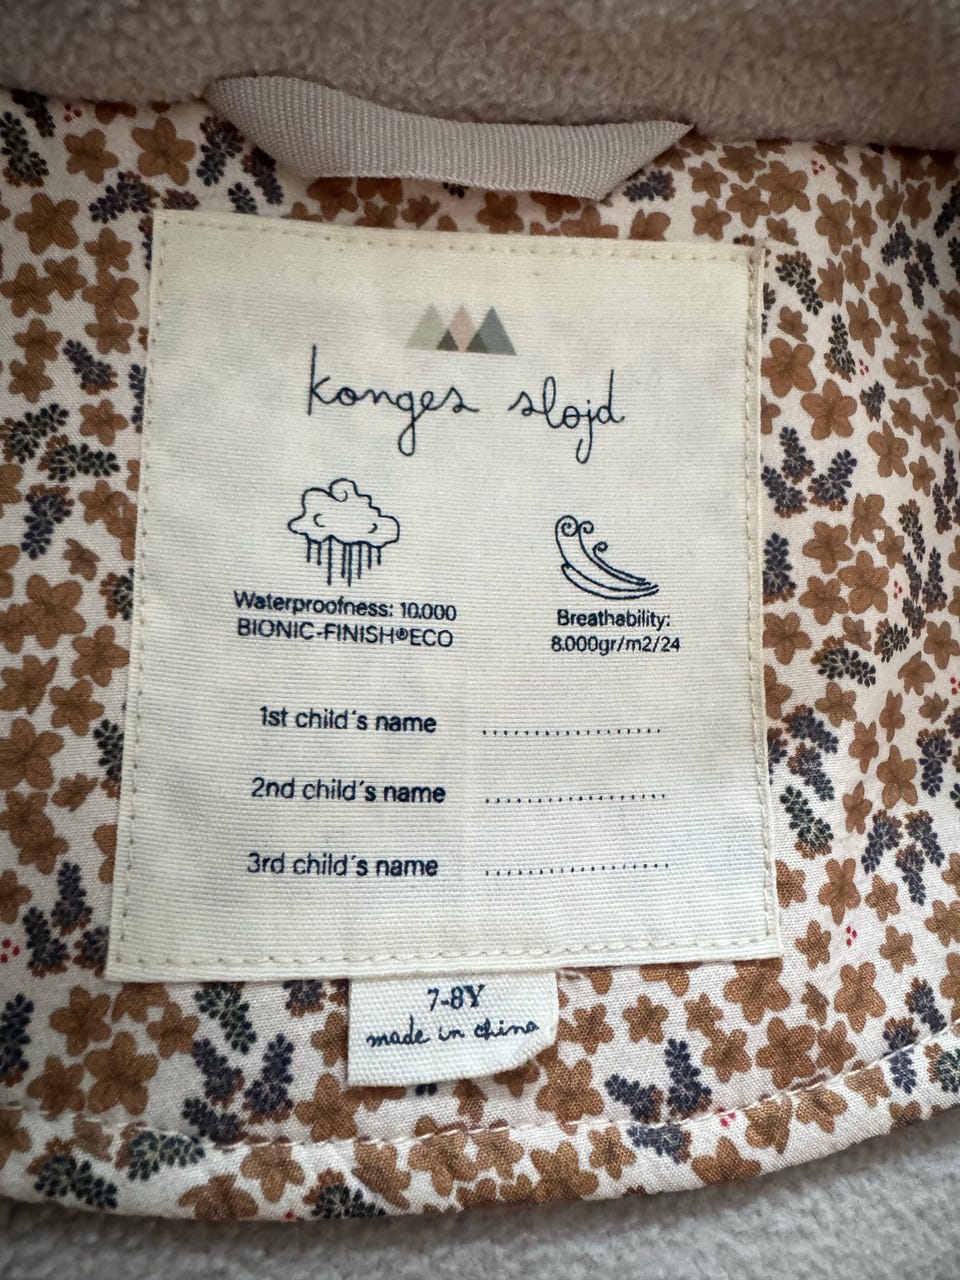 konges sløjd
Waterproofness: 10.000
BIONIC-FINISH®ECO
Breathability:
8.000gr/m2/24
1st child´s name ....................
2nd child´s name ....................
3rd child´s name ....................
7-8Y
made in china